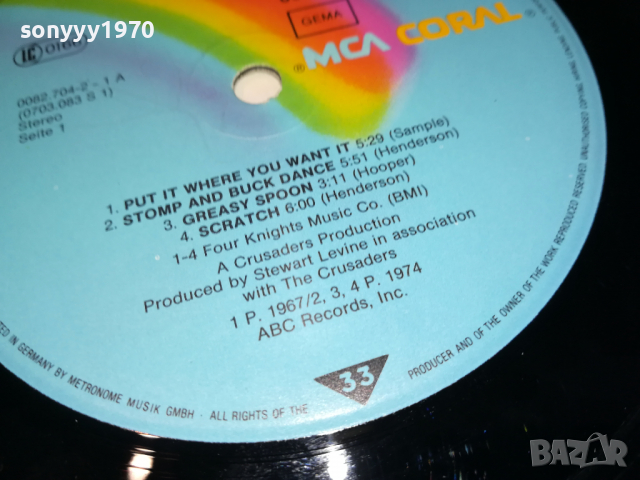 sonyyy1970
GEMA
MCA CORAL
®
LC
0082.704-2 - 1 A
(0703.083 S 1)
Stereo
Seite 1
1. PUT IT WHERE YOU WANT IT 5:29 (Sample)
2. STOMP AND BUCK DANCE 5:51 (Henderson)
3. GREASY SPOON 3:11 (Hooper)
4. SCRATCH 6:00 (Henderson)
1-4 Four Knights Music Co. (BMI)
A Crusaders Production
Produced by Stewart Levine in association
with The Crusaders
1 P. 1967/2, 3, 4 P. 1974
ABC Records, Inc.
33
IN GERMANY BY METRONOME MUSIK GMBH · ALL RIGHTS OF THE PRODUCER AND OF THE OWNER OF THE WORK REPRODUCED RESERVED
BAZAR